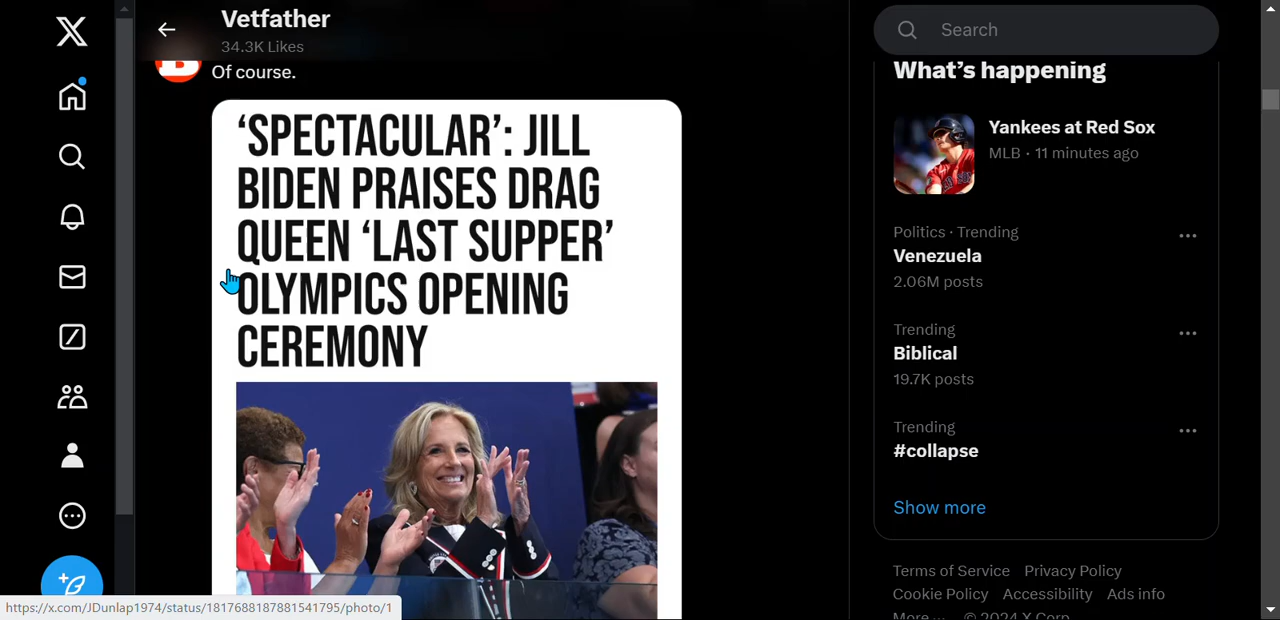 Vetfather
34.3K Likes
Of course.
‘SPECTACULAR’: JILL
BIDEN PRAISES DRAG
QUEEN ‘LAST SUPPER’
OLYMPICS OPENING
CEREMONY
Search
What’s happening
Yankees at Red Sox
MLB · 11 minutes ago
Politics · Trending
Venezuela
2.06M posts
Trending
Biblical
19.7K posts
Trending
#collapse
Show more
Terms of Service Privacy Policy
Cookie Policy Accessibility Ads info
More ... © 2024 X Corp.
https://x.com/JDunlap1974/status/1817688187881541795/photo/1